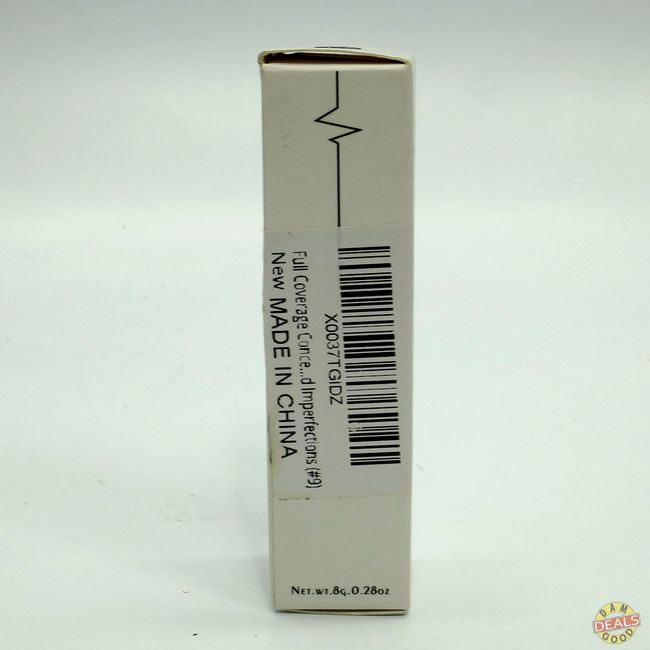 X0037TGIDZ
Full Coverage Conce...d Imperfections (#9)
New MADE IN CHINA
Net.wt.8g.0.28oz
DAM
DEALS
GOOD